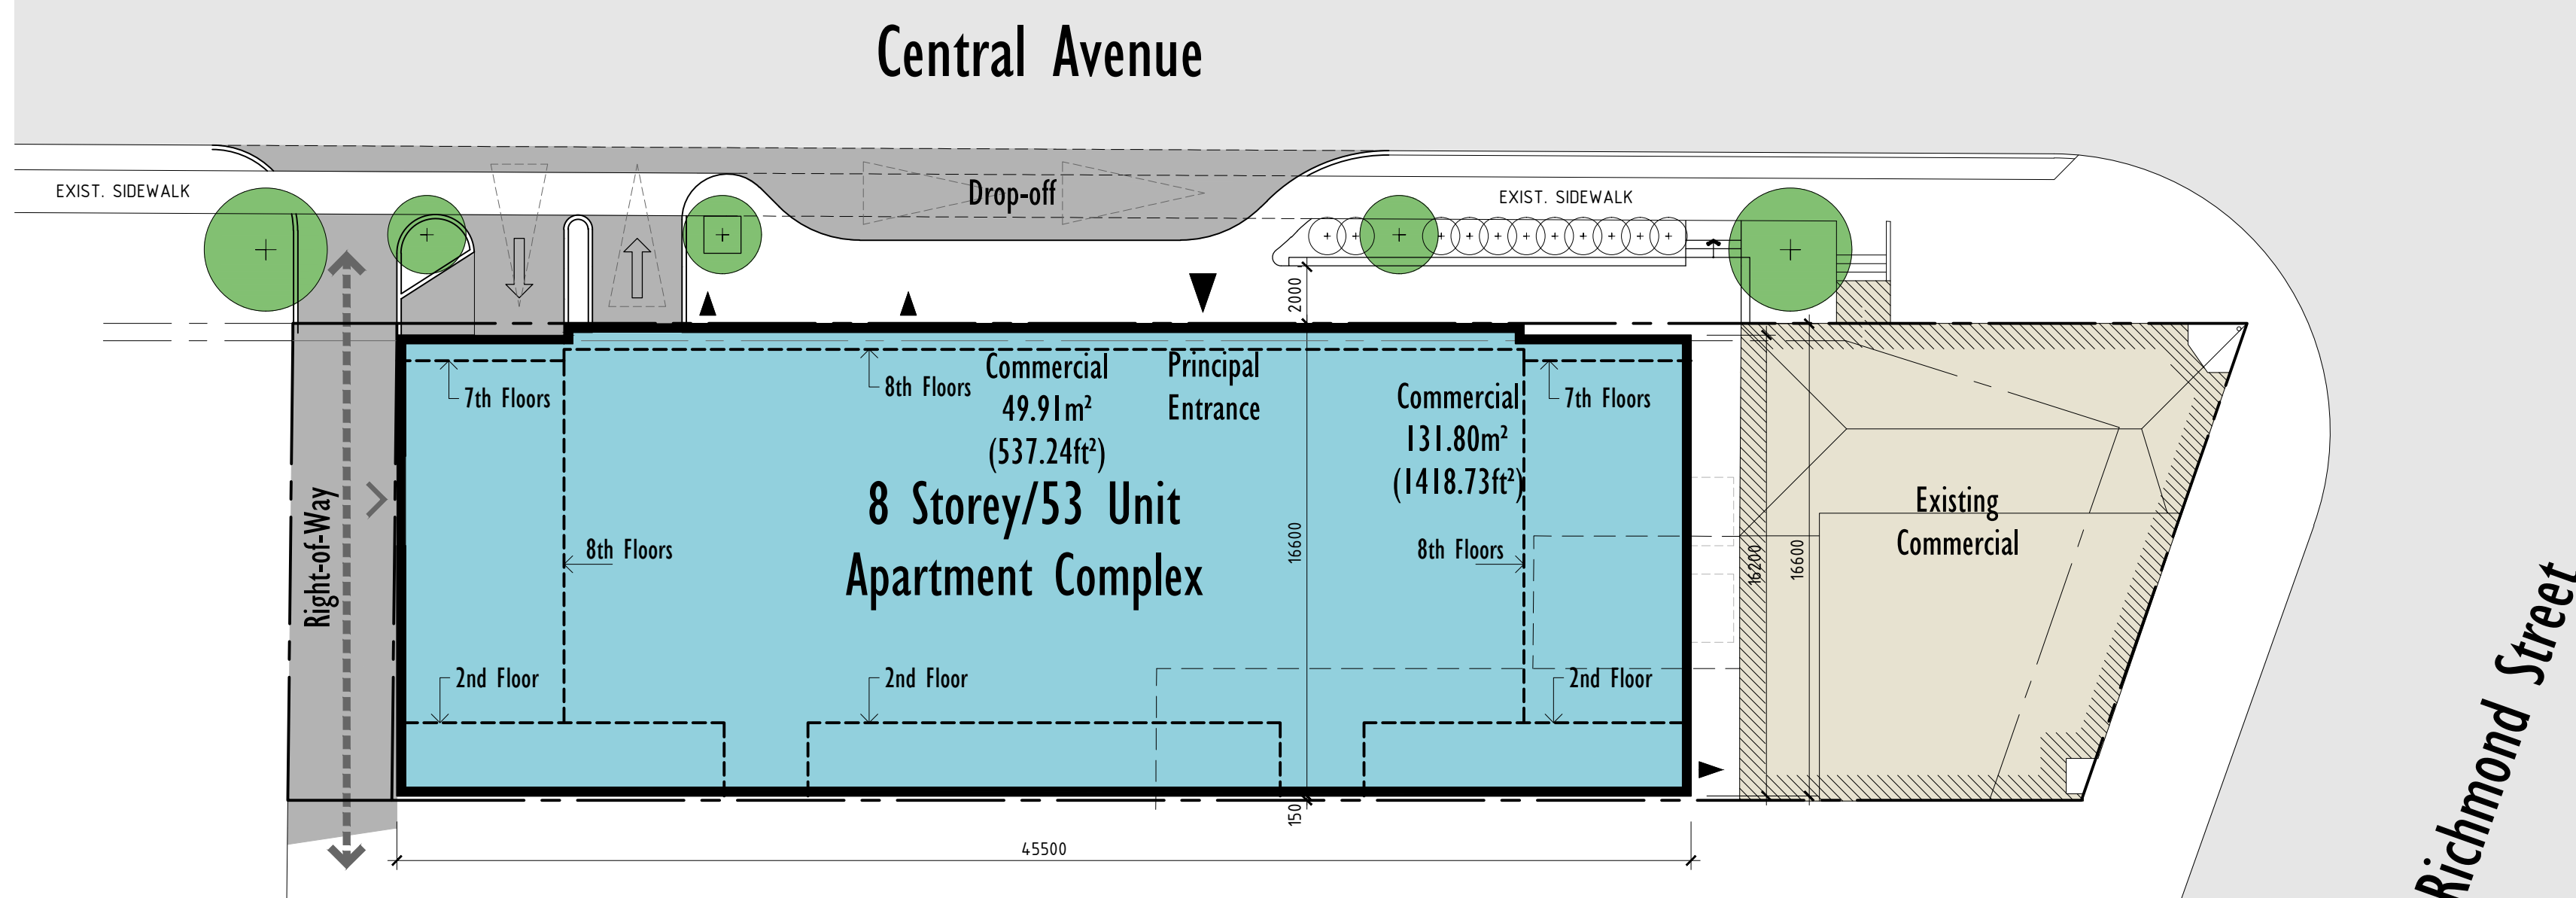 Central Avenue
EXIST. SIDEWALK
Drop-off
EXIST. SIDEWALK
2000
7th Floors
8th Floors
Commercial
49.91m²
(537.24ft²)
Principal
Entrance
Commercial
131.80m²
(1418.73ft²)
7th Floors
8 Storey/53 Unit
Apartment Complex
Right-of-Way
8th Floors
16600
8th Floors
16200
16600
Existing
Commercial
2nd Floor
2nd Floor
2nd Floor
150
45500
Richmond Street